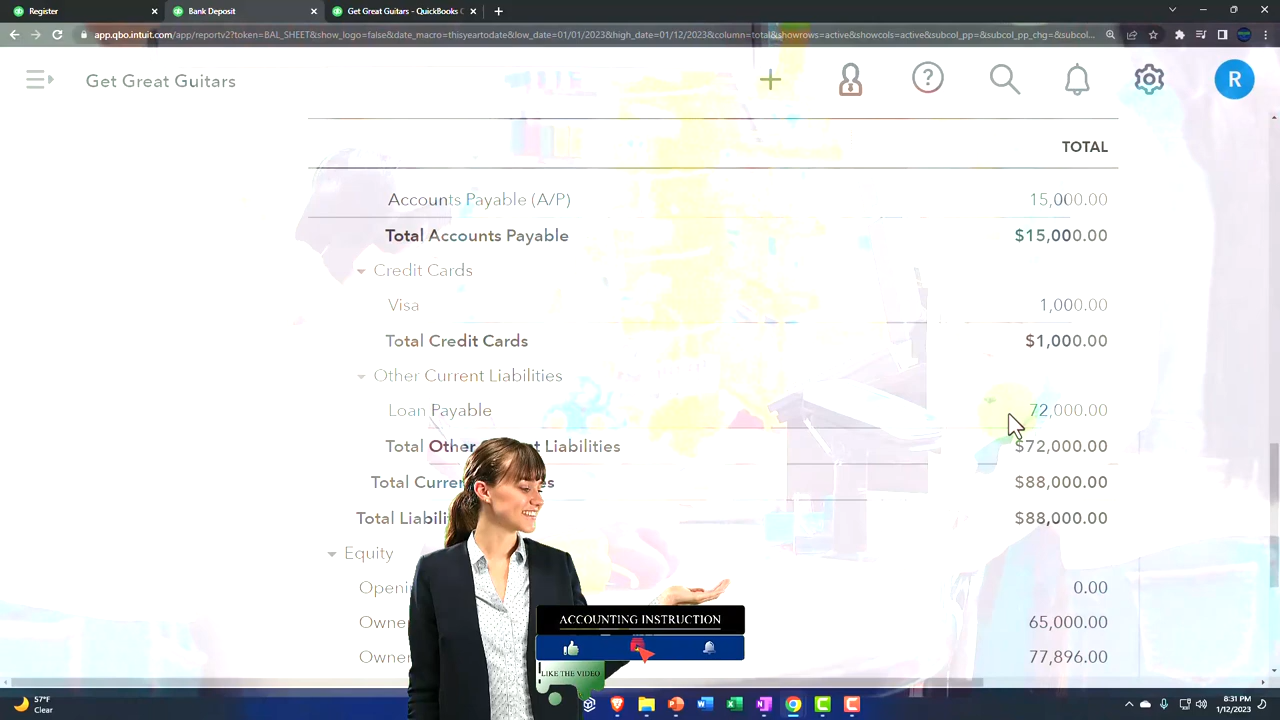 Register
Bank Deposit
Get Great Guitars - QuickBooks
app.qbo.intuit.com/app/reportv2?token=BAL_SHEET&show_logo=false&date_macro=thisyeartodate&low_date=01/01/2023&high_date=01/12/2023&column=total&showrows=active&showcols=active&subcol_pp=&subcol_pp_chg=&subcol...
Get Great Guitars
R
TOTAL
Accounts Payable (A/P) 15,000.00
Total Accounts Payable $15,000.00
Credit Cards
Visa 1,000.00
Total Credit Cards $1,000.00
Other Current Liabilities
Loan Payable 72,000.00
Total Other Liabilities $72,000.00
Total $88,000.00
Total $88,000.00
Equity
0.00
65,000.00
77,896.00
ACCOUNTING INSTRUCTION
LIKE THE VIDEO
57°F
Clear
8:31 PM
1/12/2023